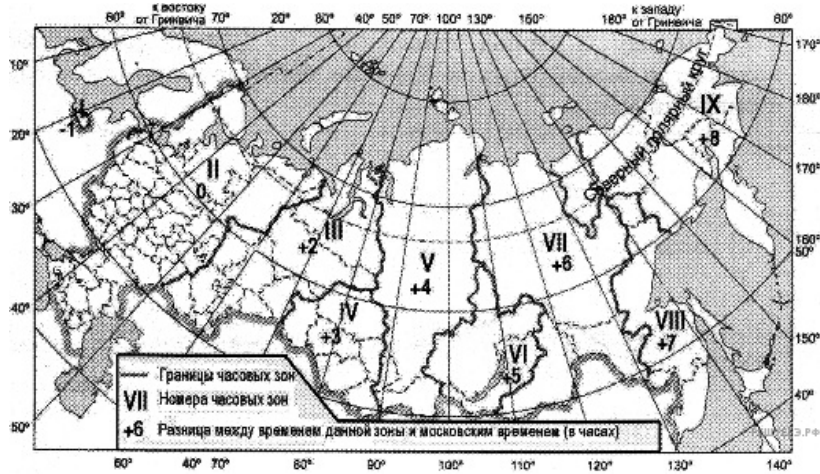 к востоку
от Гринвича
к западу
от Гринвича
60° 70° 20° 80° 40° 50° 70° 100° 130° 150° 180° 60°
170°
180°
170°
160°
50°
150°
40°
10°
20°
30°
40°
50°
Северный полярный круг
-1
II
0
III
+2
IV
+3
V
+4
VI
+5
VII
+6
VIII
+7
IX
+8
Границы часовых зон
VII Номера часовых зон
+6 Разница между временем данной зоны и московским временем (в часах)
60° 40° 70° 80° 90° 100° 110° 120° 130° 140°